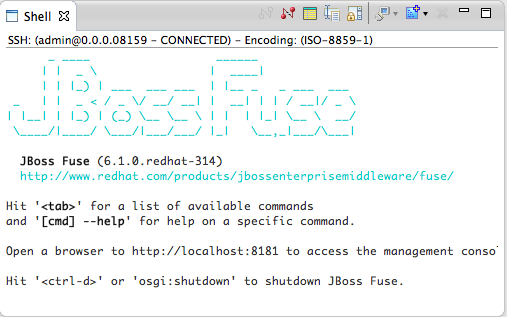 Shell
SSH: (admin@0.0.0.08159 - CONNECTED) - Encoding: (ISO-8859-1)
JBoss Fuse
JBoss Fuse (6.1.0.redhat-314)
http://www.redhat.com/products/jbossenterprisemiddleware/fuse/
Hit '<tab>' for a list of available commands
and '[cmd] --help' for help on a specific command.
Open a browser to http://localhost:8181 to access the management consol
Hit '<ctrl-d>' or 'osgi:shutdown' to shutdown JBoss Fuse.